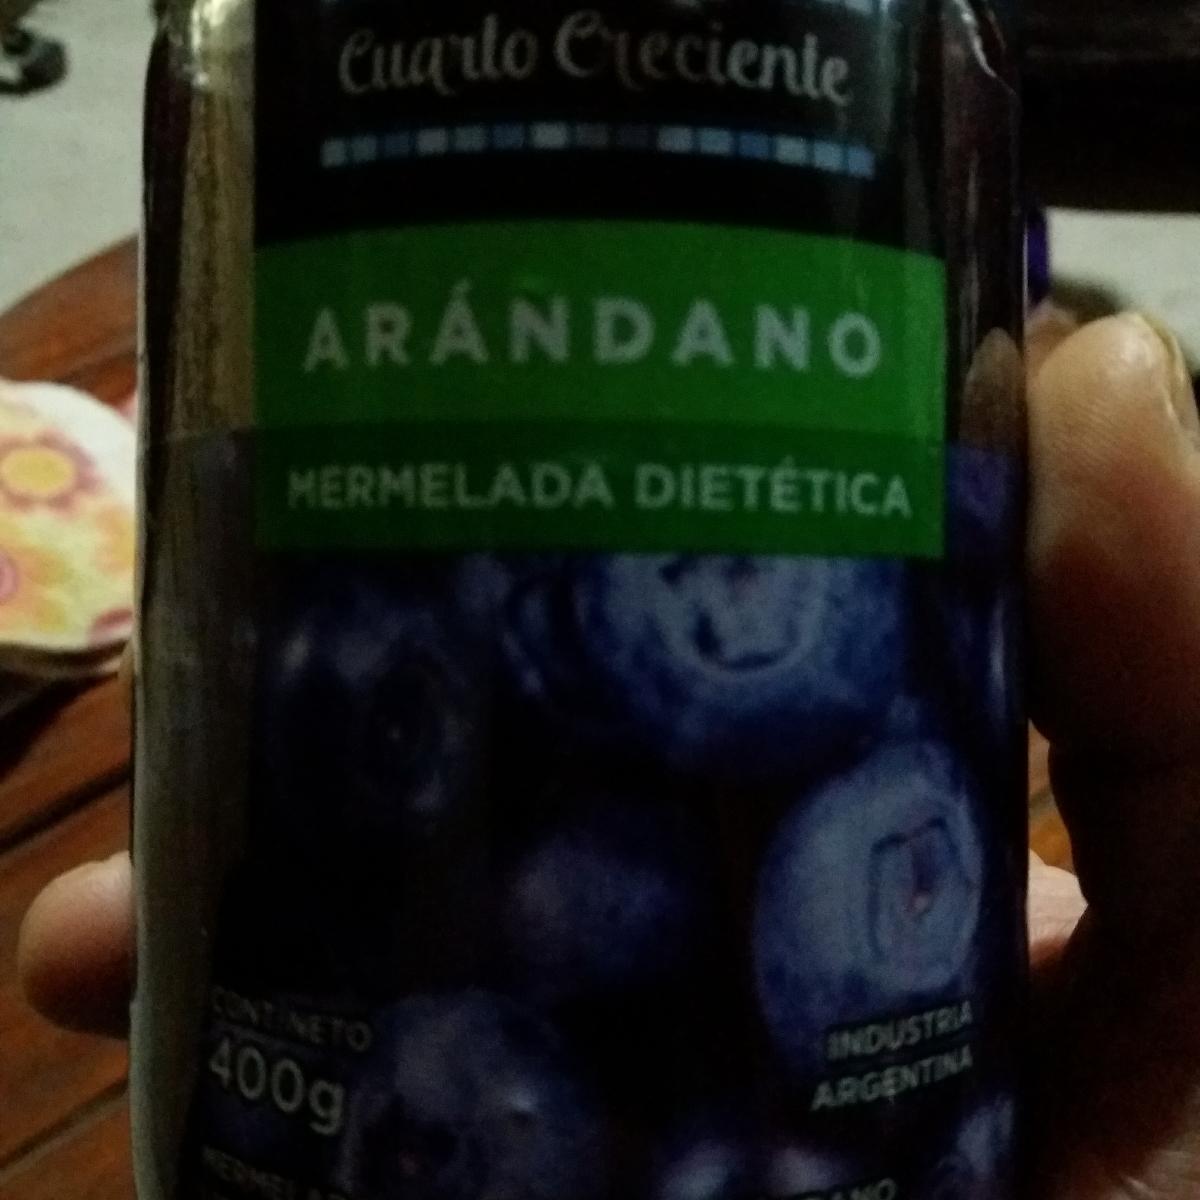 Cuarto Creciente
ARÁNDANO
MERMELADA DIETÉTICA
CONT. NETO
400g
INDUSTRIA
ARGENTINA